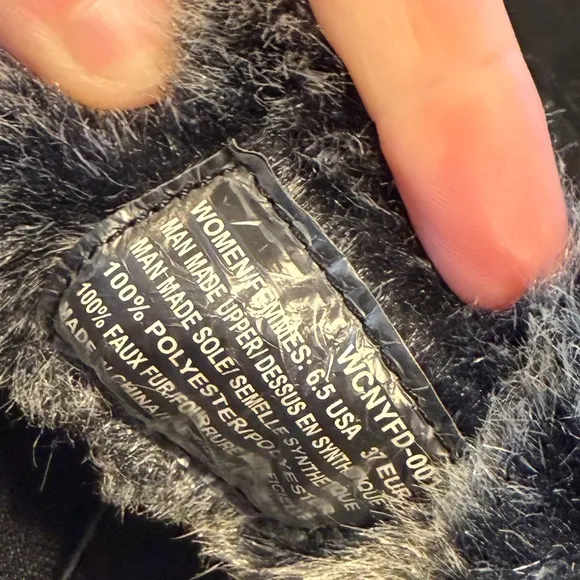 WCNYFD-00
WOMEN/FEMMES: 6.5 USA 37 EUR
MAN MADE UPPER/DESSUS EN SYNTH
MAN MADE SOLE/ SEMELLE SYNTHE
100% POLYESTER/POLYEST
100% FAUX FUR/
MADE IN CHINA/